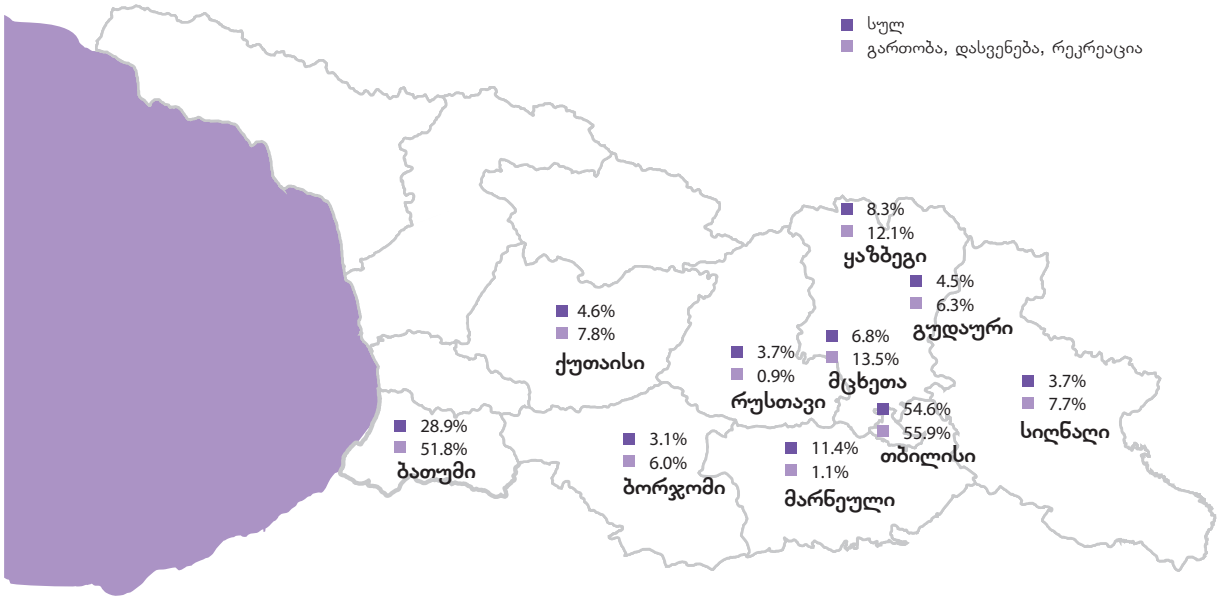 სულ
გართობა, დასვენება, რეკრეაცია
8.3%
12.1%
ყაზბეგი
4.5%
6.3%
გუდაური
4.6%
7.8%
ქუთაისი
3.7%
0.9%
რუსთავი
6.8%
13.5%
მცხეთა
3.7%
7.7%
სიღნაღი
28.9%
51.8%
ბათუმი
3.1%
6.0%
ბორჯომი
11.4%
1.1%
მარნეული
54.6%
55.9%
თბილისი